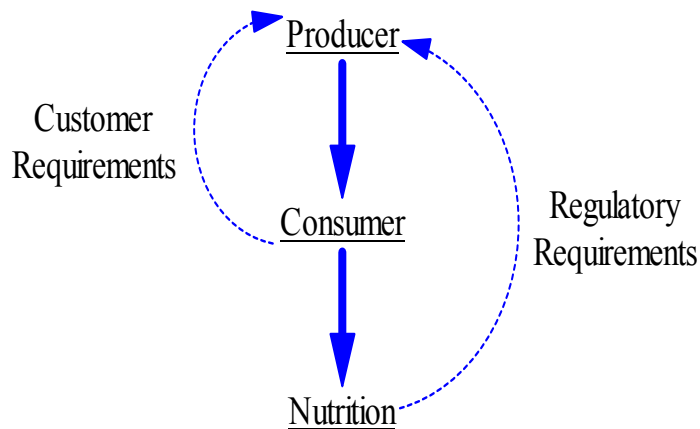 Producer
Customer
Requirements
Consumer
Regulatory
Requirements
Nutrition